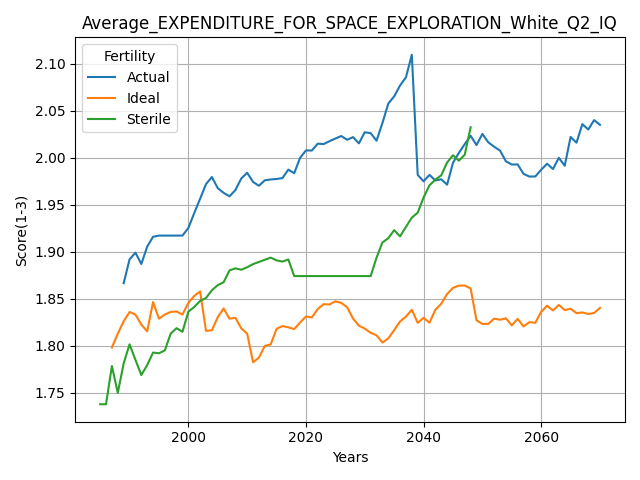 Average_EXPENDITURE_FOR_SPACE_EXPLORATION_White_Q2_IQ
Fertility
Actual
Ideal
Sterile
Score(1-3)
2.10
2.05
2.00
1.95
1.90
1.85
1.80
1.75
2000 2020 2040 2060
Years